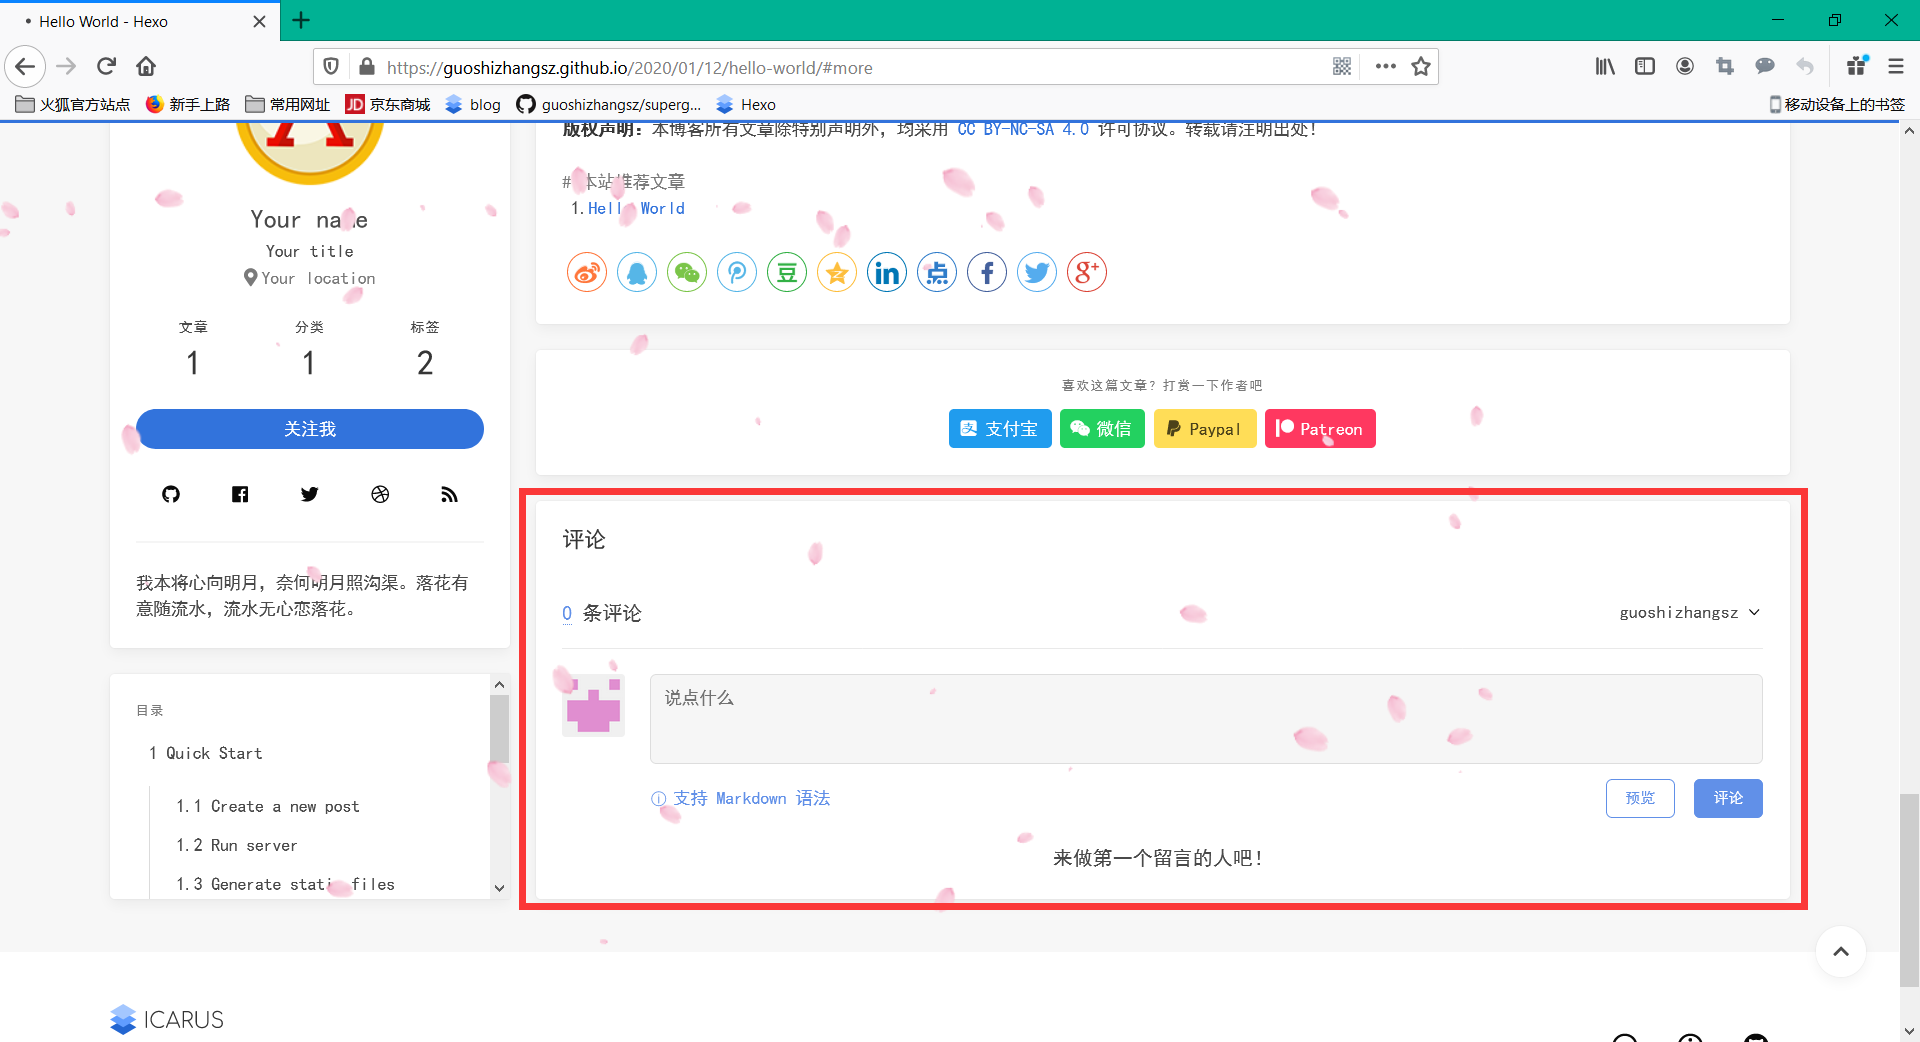 Hello World - Hexo
https://guoshizhangsz.github.io/2020/01/12/hello-world/#more
火狐官方站点 新手上路 常用网址 JD 京东商城 blog guoshizhangsz/superg... Hexo 移动设备上的书签
Your name
Your title
Your location
文章 分类 标签
1 1 2
关注我
我本将心向明月，奈何明月照沟渠。落花有
意随流水，流水无心恋落花。
目录
1 Quick Start
1.1 Create a new post
1.2 Run server
1.3 Generate static files
版权声明：本博客所有文章除特别声明外，均采用 CC BY-NC-SA 4.0 许可协议。转载请注明出处！
# 本站推荐文章
1. Hello World
豆 in 点 f g+
喜欢这篇文章？打赏一下作者吧
支 支付宝 微信 Paypal Patreon
评论
0 条评论 guoshizhangsz
说点什么
支持 Markdown 语法 预览 评论
来做第一个留言的人吧！
ICARUS